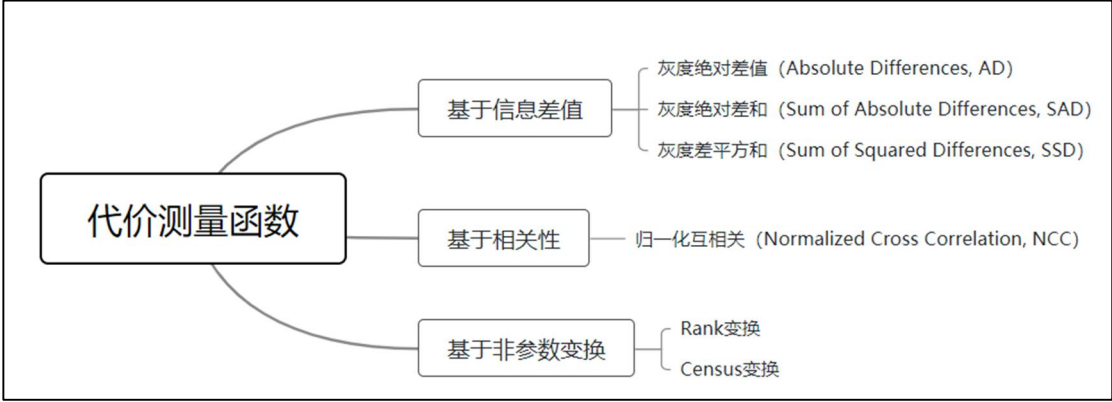 代价测量函数
基于信息差值
灰度绝对差值（Absolute Differences, AD）
灰度绝对差和（Sum of Absolute Differences, SAD）
灰度差平方和（Sum of Squared Differences, SSD）
基于相关性
归一化互相关（Normalized Cross Correlation, NCC）
基于非参数变换
Rank变换
Census变换